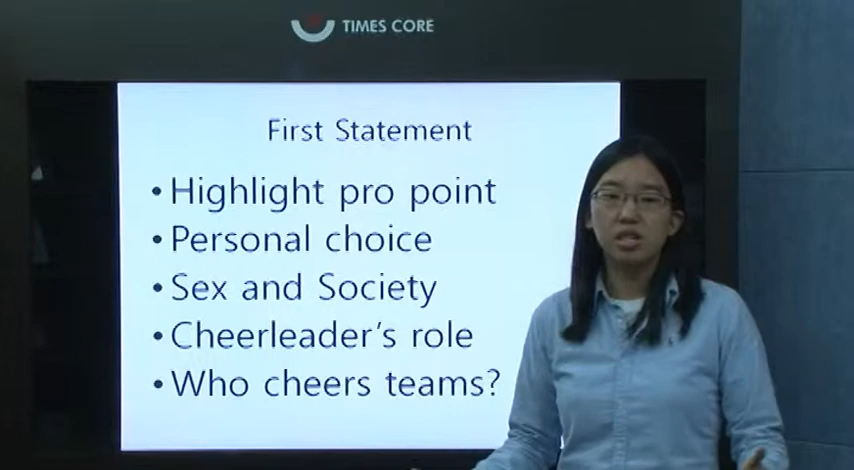 TIMES CORE
First Statement
• Highlight pro point
• Personal choice
• Sex and Society
• Cheerleader's role
• Who cheers teams?